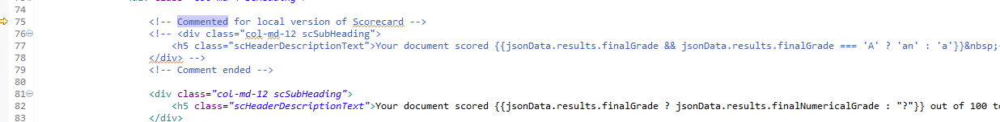 74
75 <!-- Commented for local version of Scorecard -->
76 <!-- <div class="col-md-12 scSubHeading">
77 <h5 class="scHeaderDescriptionText">Your document scored {{jsonData.results.finalGrade && jsonData.results.finalGrade === 'A' ? 'an' : 'a'}}&nbsp;
78 </div> -->
79 <!-- Comment ended -->
80
81 <div class="col-md-12 scSubHeading">
82 <h5 class="scHeaderDescriptionText">Your document scored {{jsonData.results.finalGrade ? jsonData.results.finalNumericalGrade : "?"}} out of 100 to
83 </div>